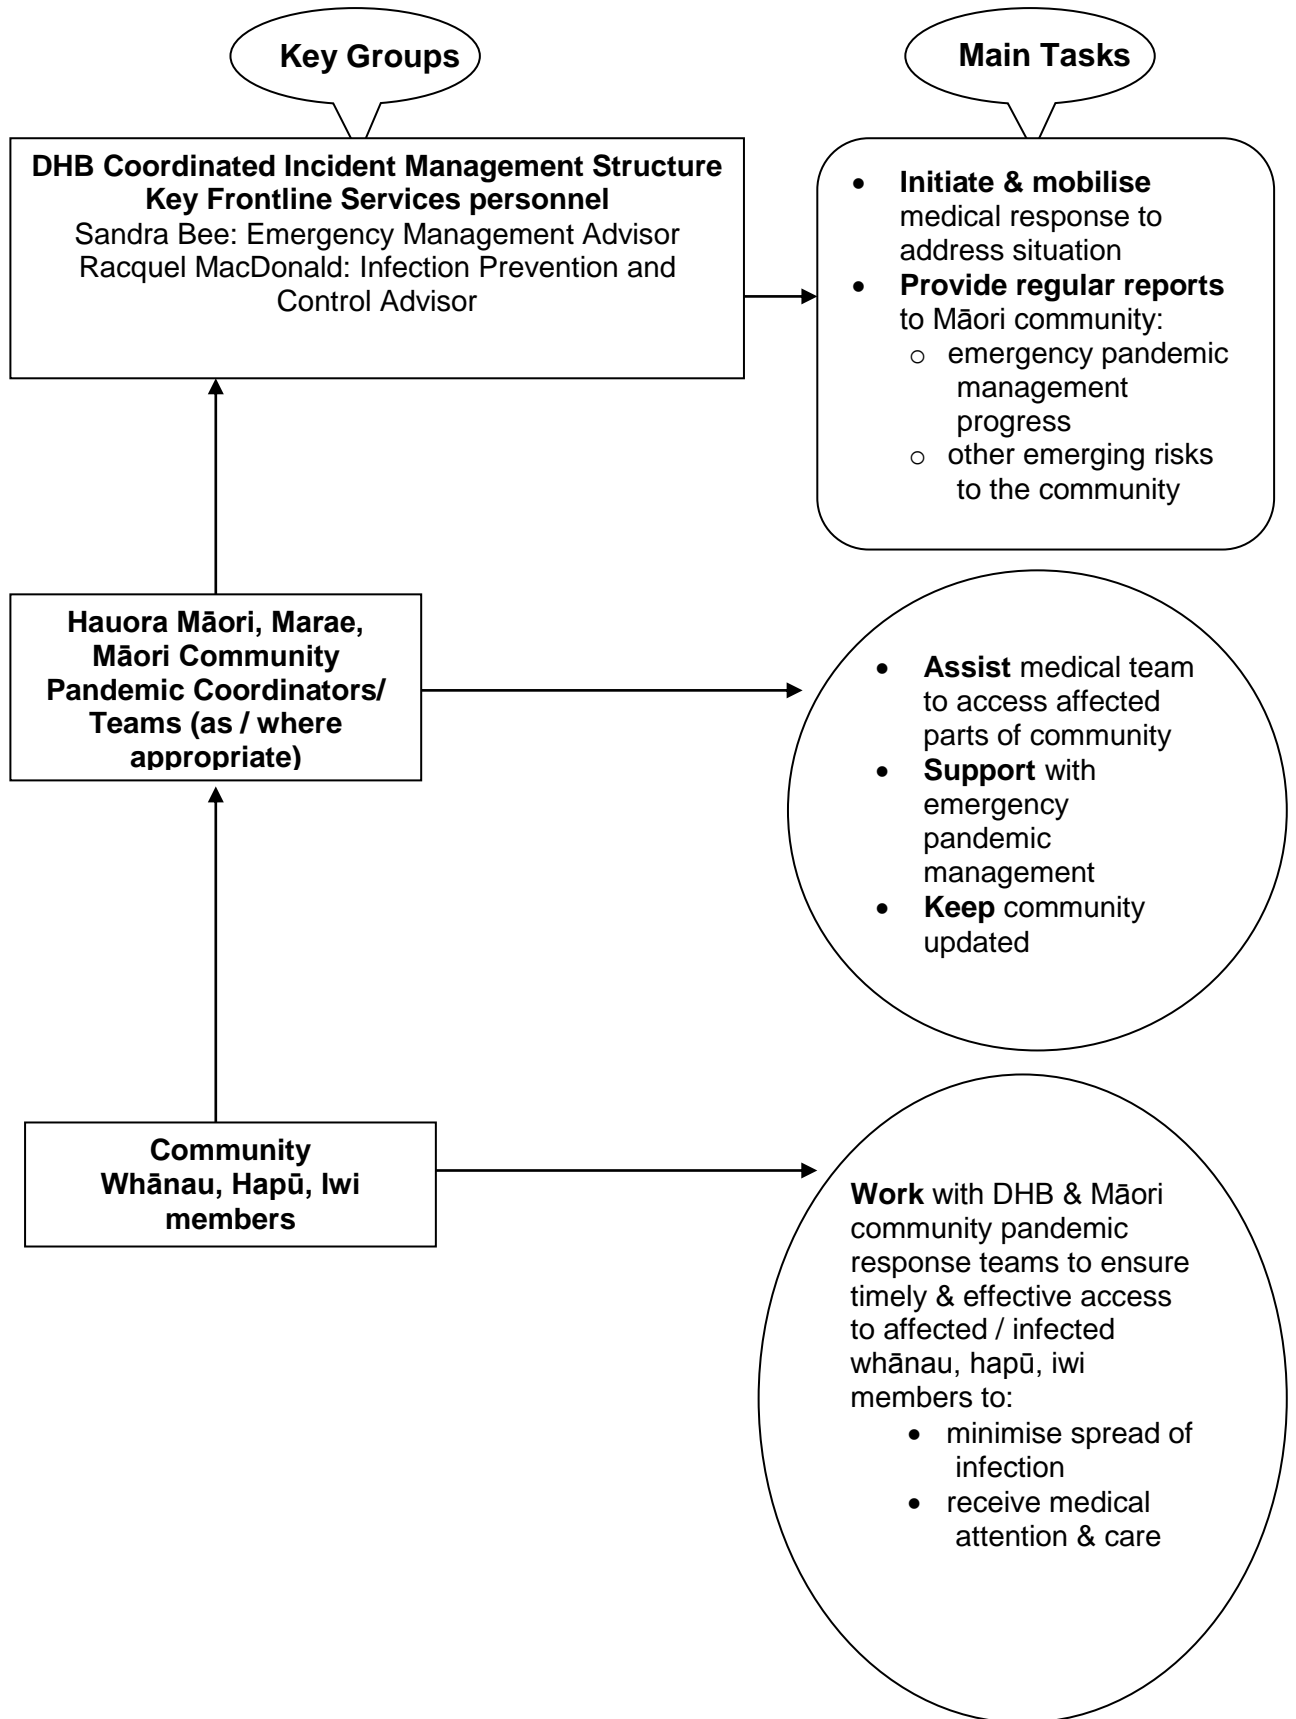 Key Groups
Main Tasks
DHB Coordinated Incident Management Structure
Key Frontline Services personnel
Sandra Bee: Emergency Management Advisor
Racquel MacDonald: Infection Prevention and
Control Advisor
• Initiate & mobilise
medical response to
address situation
• Provide regular reports
to Māori community:
o emergency pandemic
management
progress
o other emerging risks
to the community
Hauora Māori, Marae,
Māori Community
Pandemic Coordinators/
Teams (as / where
appropriate)
• Assist medical team
to access affected
parts of community
• Support with
emergency
pandemic
management
• Keep community
updated
Community
Whānau, Hapū, Iwi
members
Work with DHB & Māori
community pandemic
response teams to ensure
timely & effective access
to affected / infected
whānau, hapū, iwi
members to:
• minimise spread of
infection
• receive medical
attention & care